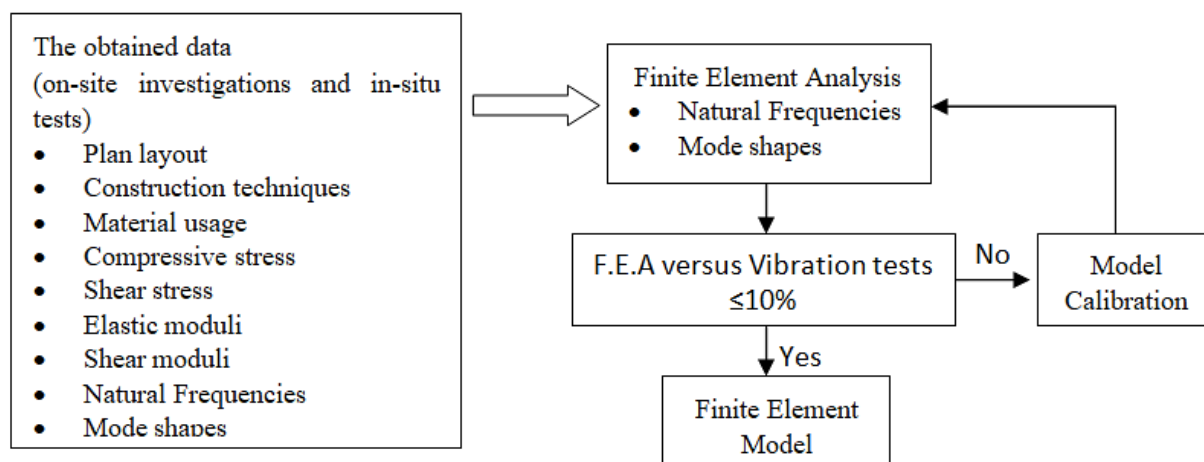 The obtained data
(on-site investigations and in-situ
tests)
• Plan layout
• Construction techniques
• Material usage
• Compressive stress
• Shear stress
• Elastic moduli
• Shear moduli
• Natural Frequencies
• Mode shapes
Finite Element Analysis
• Natural Frequencies
• Mode shapes
F.E.A versus Vibration tests
≤10%
No
Model
Calibration
Yes
Finite Element
Model